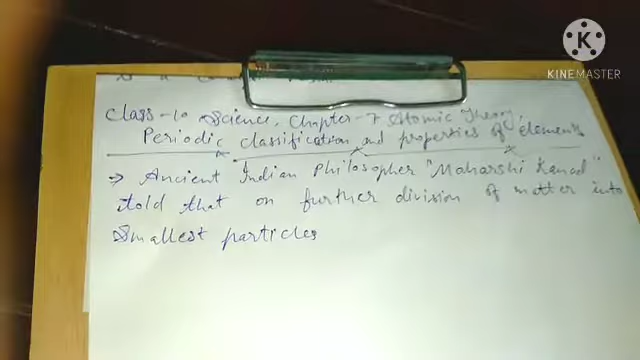 KINEMASTER
Class-10 Science, Chapter-7 Atomic Theory,
Periodic classification and properties of elements
→ Ancient Indian Philosopher "Maharshi Kanad"
told that on further division of matter into
Smallest particles